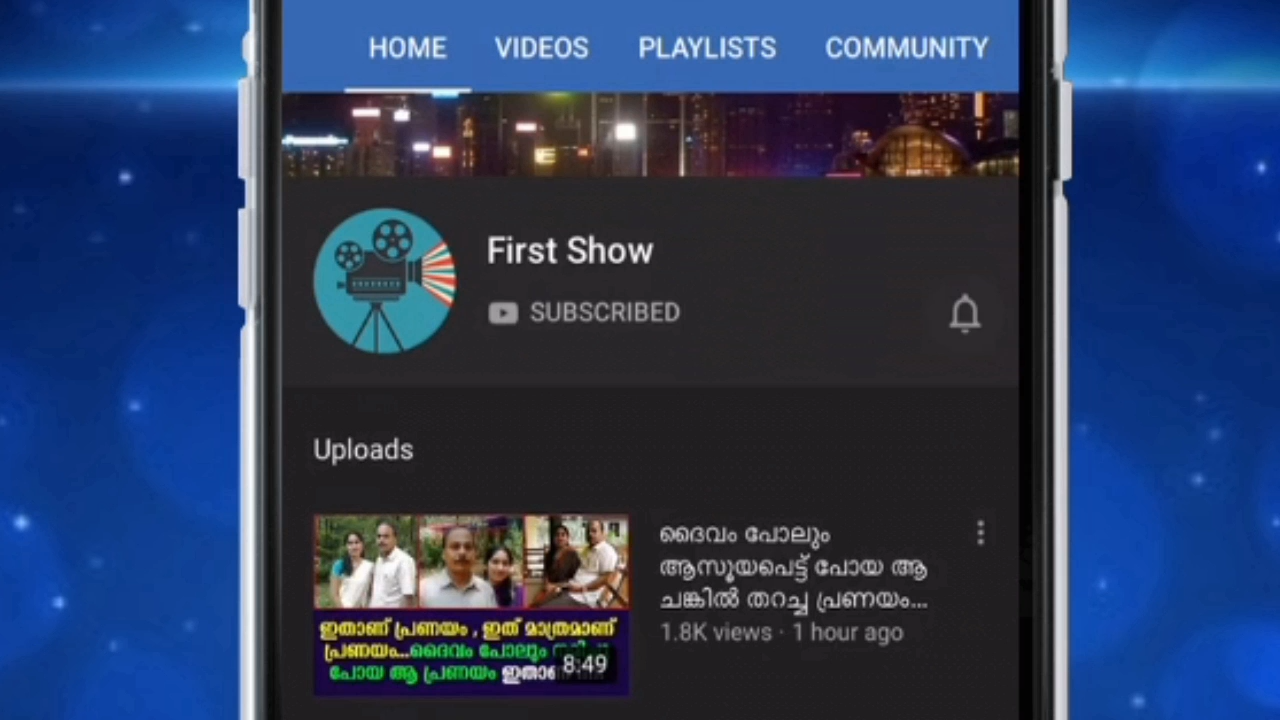 HOME VIDEOS PLAYLISTS COMMUNITY
First Show
SUBSCRIBED
Uploads
ദൈവം പോലും
ആസൂയപെട്ട് പോയ ആ
ചങ്കിൽ തറച്ച പ്രണയം...
1.8K views · 1 hour ago
ഇതാണ് പ്രണയം , ഇത് മാത്രമാണ്
പ്രണയം...ദൈവം പോലും
പോയ ആ പ്രണയം
8:49